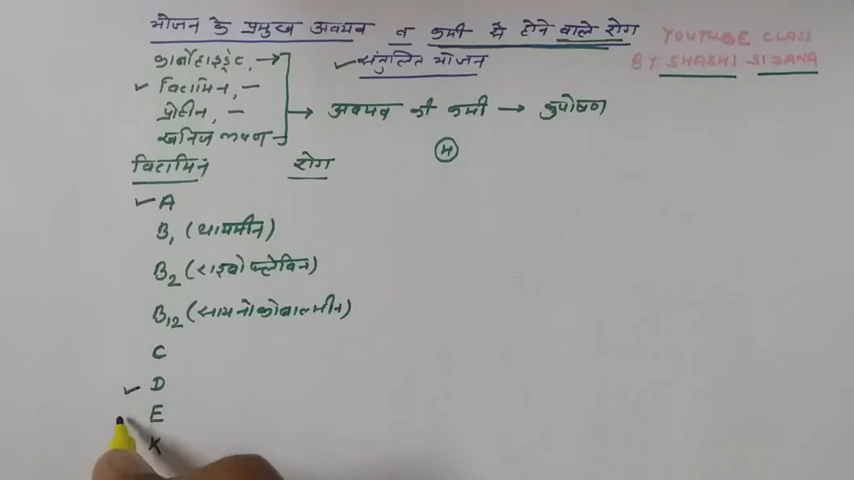 भोजन के प्रमुख अवयव व कमी से होने वाले रोग
YOUTUBE CLASS
BY: SHASHI SIDANA
कार्बोहाइड्रेट,
संतुलित भोजन
विटामिन, -
प्रोटीन, -
अवयव की कमी → कुपोषण
खनिज लवण -
विटामिन रोग
A
B1 (थायमीन)
B2 (राइबोफ्लेविन)
B12 (सायनोकोबालमीन)
C
D
E
K